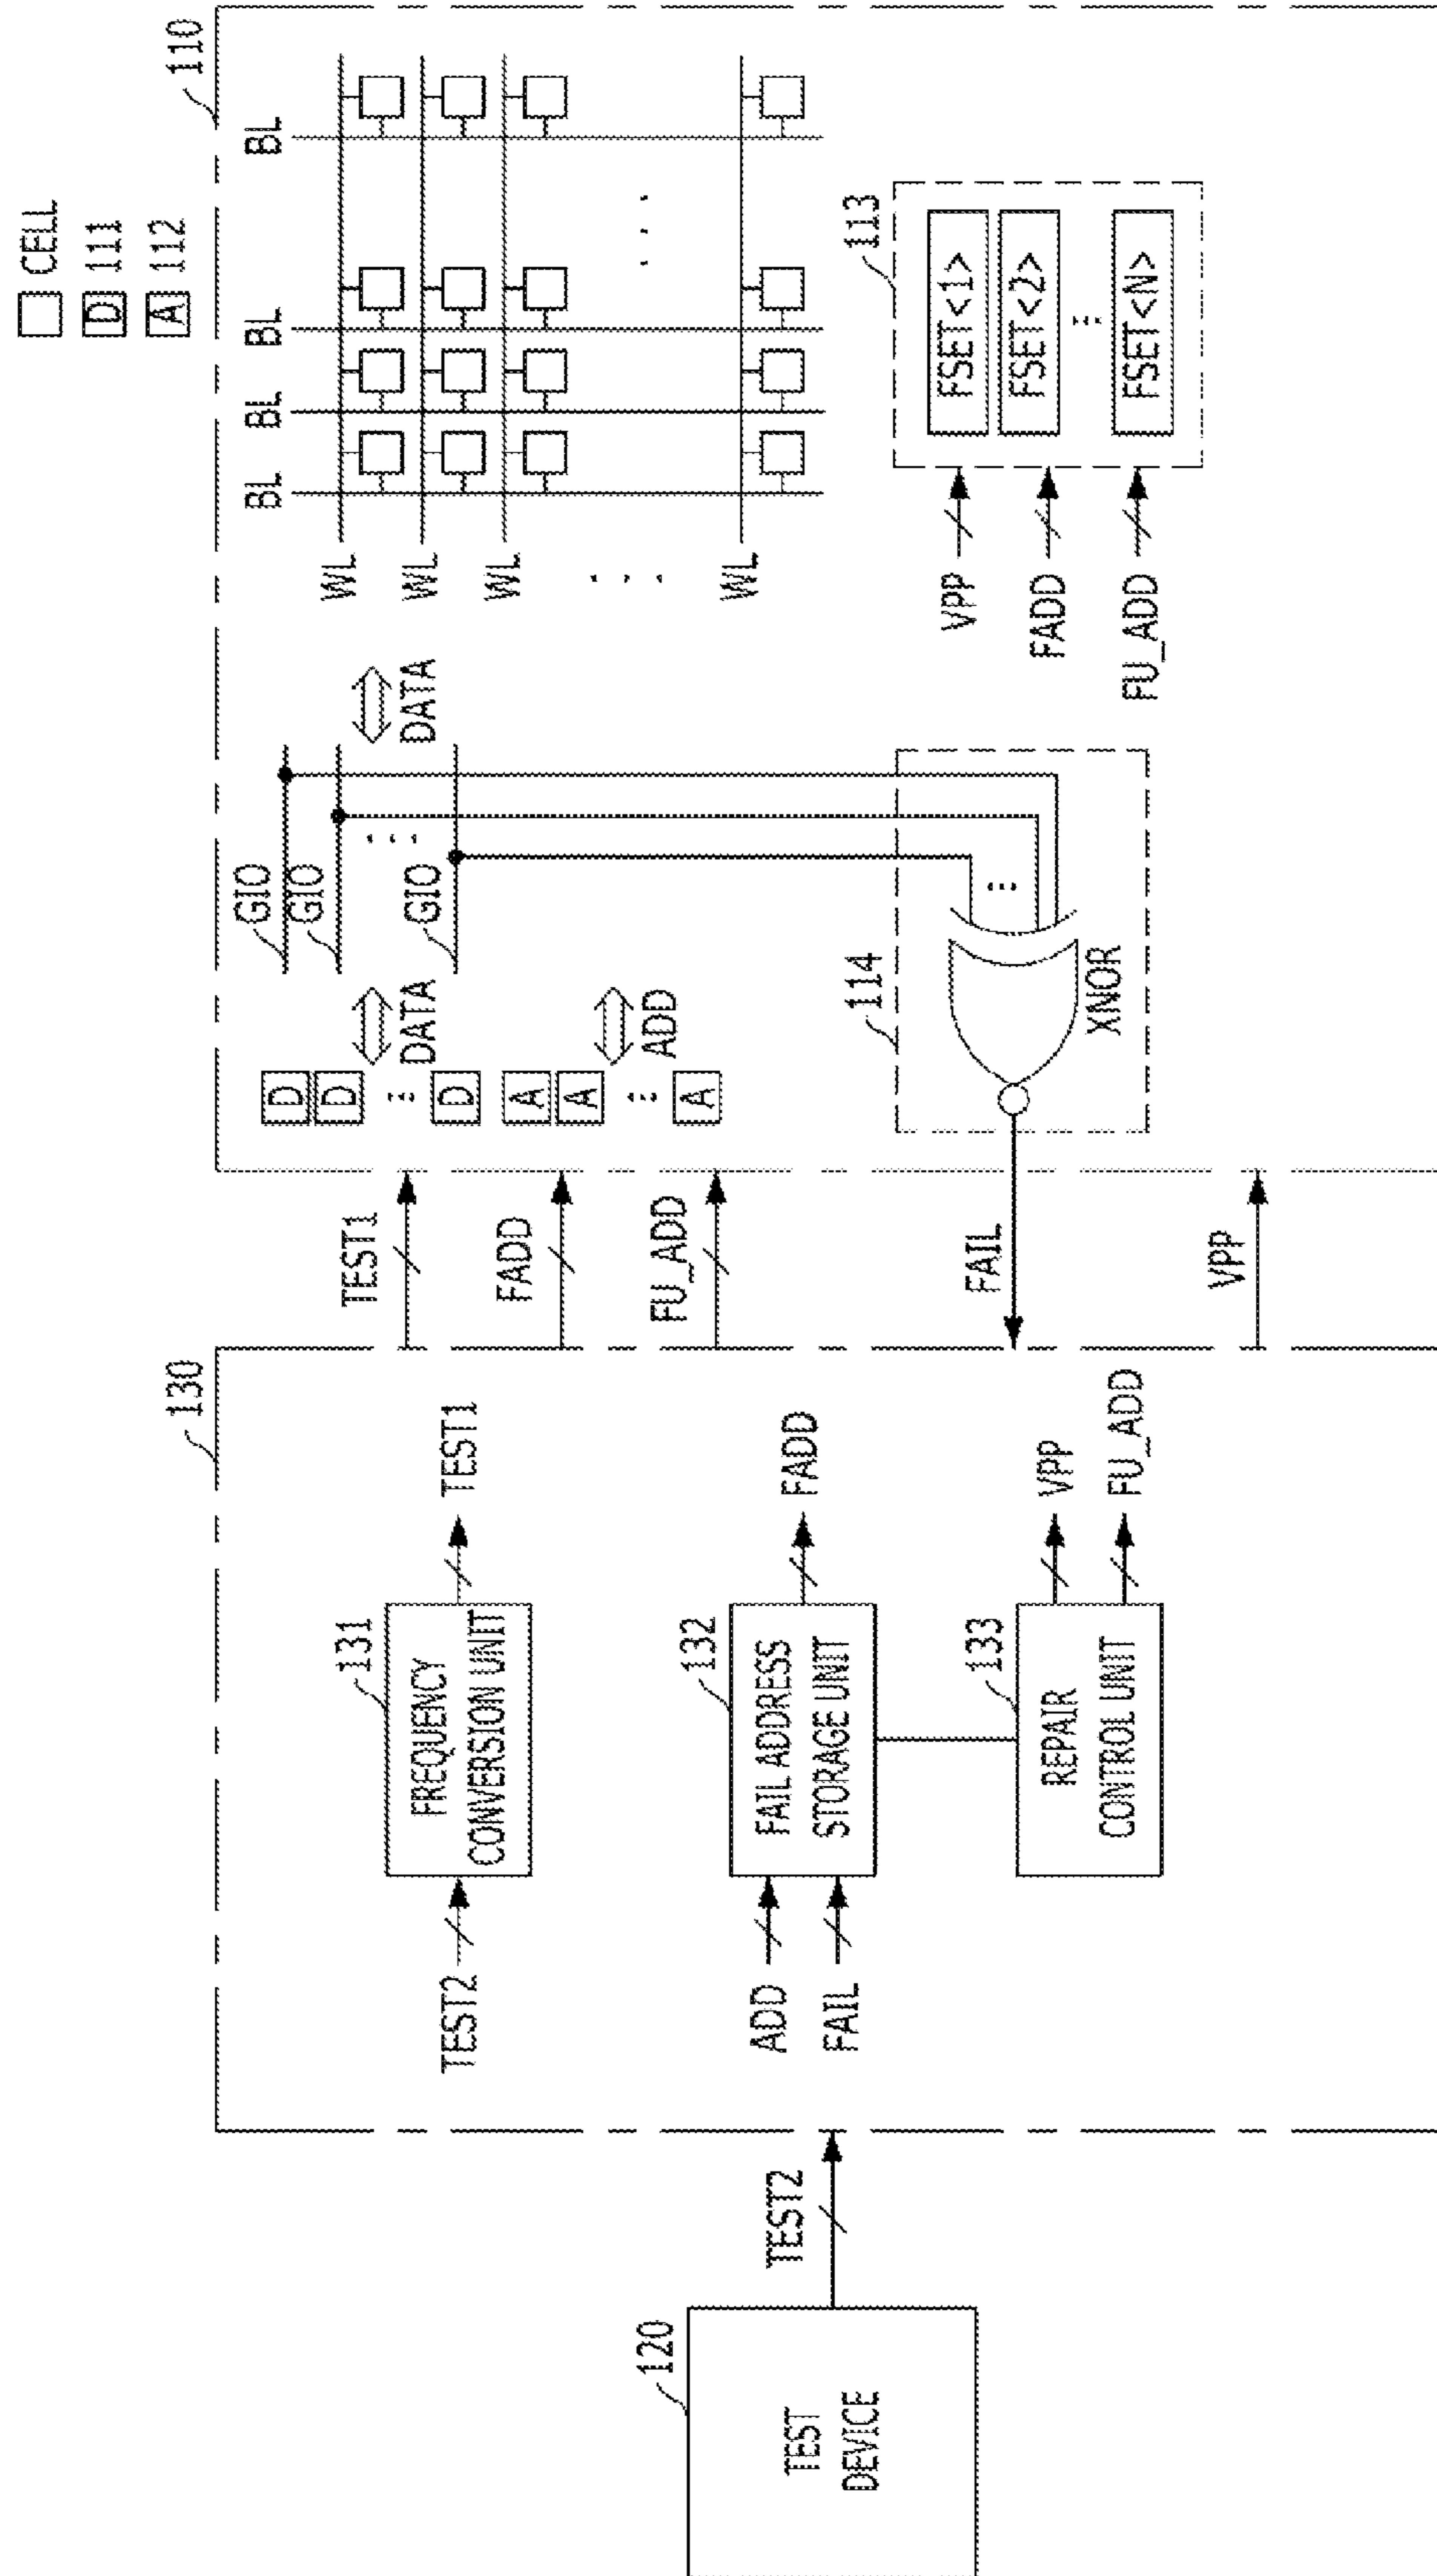 CELL
D 111
A 112
110
BL
BL
BL
BL
WL
WL
WL
WL
GIO
GIO
GIO
DATA
DATA
ADD
D
D
D
A
A
A
113
VPP
FADD
FU_ADD
FSET<1>
FSET<2>
FSET<N>
114
XNOR
TEST1
FADD
FU_ADD
FAIL
VPP
130
131
TEST2
FREQUENCY
CONVERSION UNIT
TEST1
132
ADD
FAIL
FAIL ADDRESS
STORAGE UNIT
FADD
133
REPAIR
CONTROL UNIT
VPP
FU_ADD
TEST2
120
TEST
DEVICE